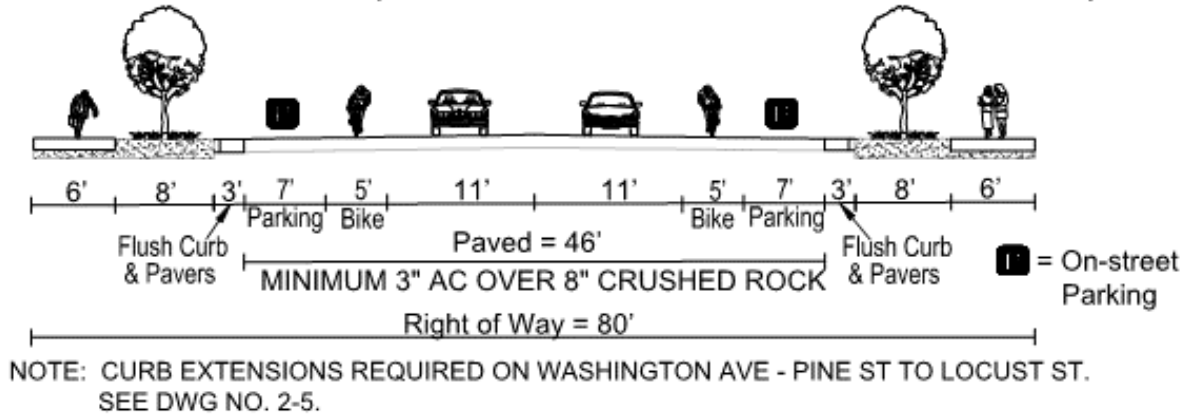 6' 8' 3' 7' 5' 11' 11' 5' 7' 3' 8' 6'
Parking Bike Bike Parking
Flush Curb
& Pavers
Paved = 46'
Flush Curb
& Pavers
MINIMUM 3" AC OVER 8" CRUSHED ROCK
= On-street
Parking
Right of Way = 80'
NOTE: CURB EXTENSIONS REQUIRED ON WASHINGTON AVE - PINE ST TO LOCUST ST.
SEE DWG NO. 2-5.